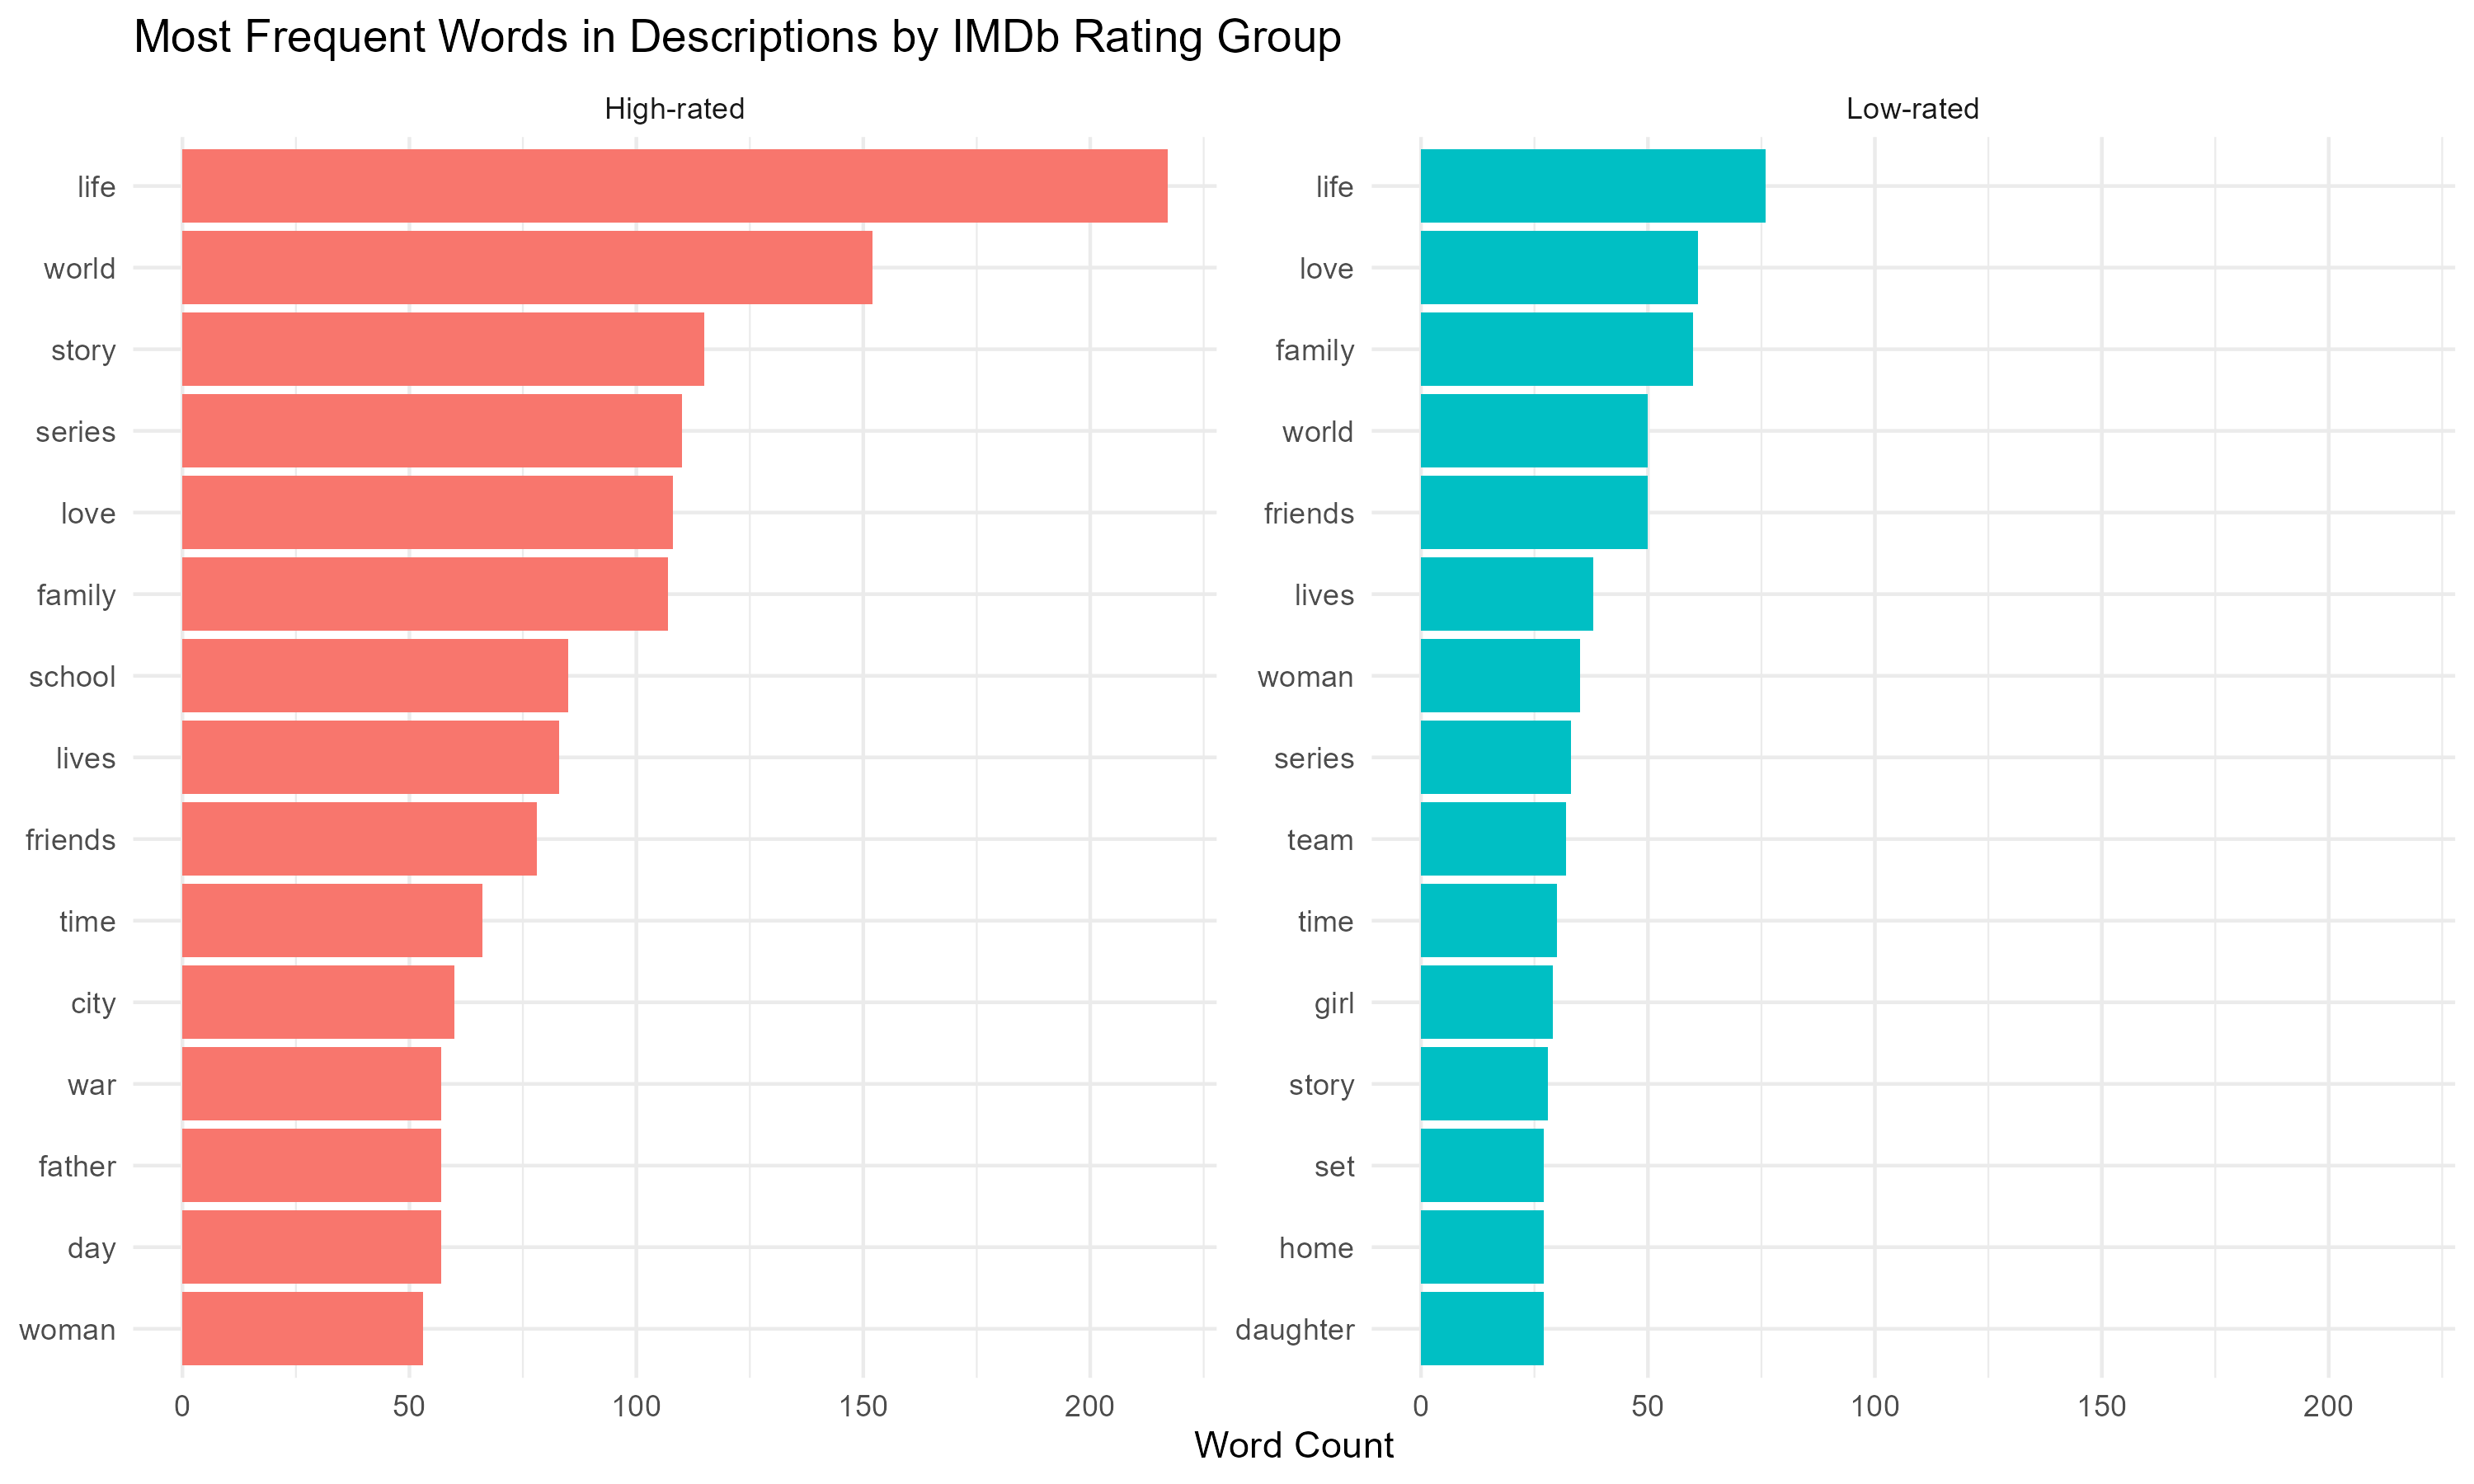 Most Frequent Words in Descriptions by IMDb Rating Group
High-rated
life
world
story
series
love
family
school
lives
friends
time
city
war
father
day
woman
0 50 100 150 200
Low-rated
life
love
family
world
friends
lives
woman
series
team
time
girl
story
set
home
daughter
0 50 100 150 200
Word Count